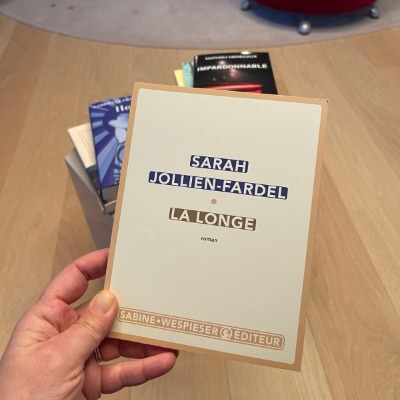 IMPARDONNABLE
SARAH
JOLLIEN-FARDEL
LA LONGE
roman
SABINE WESPIESER ÉDITEUR